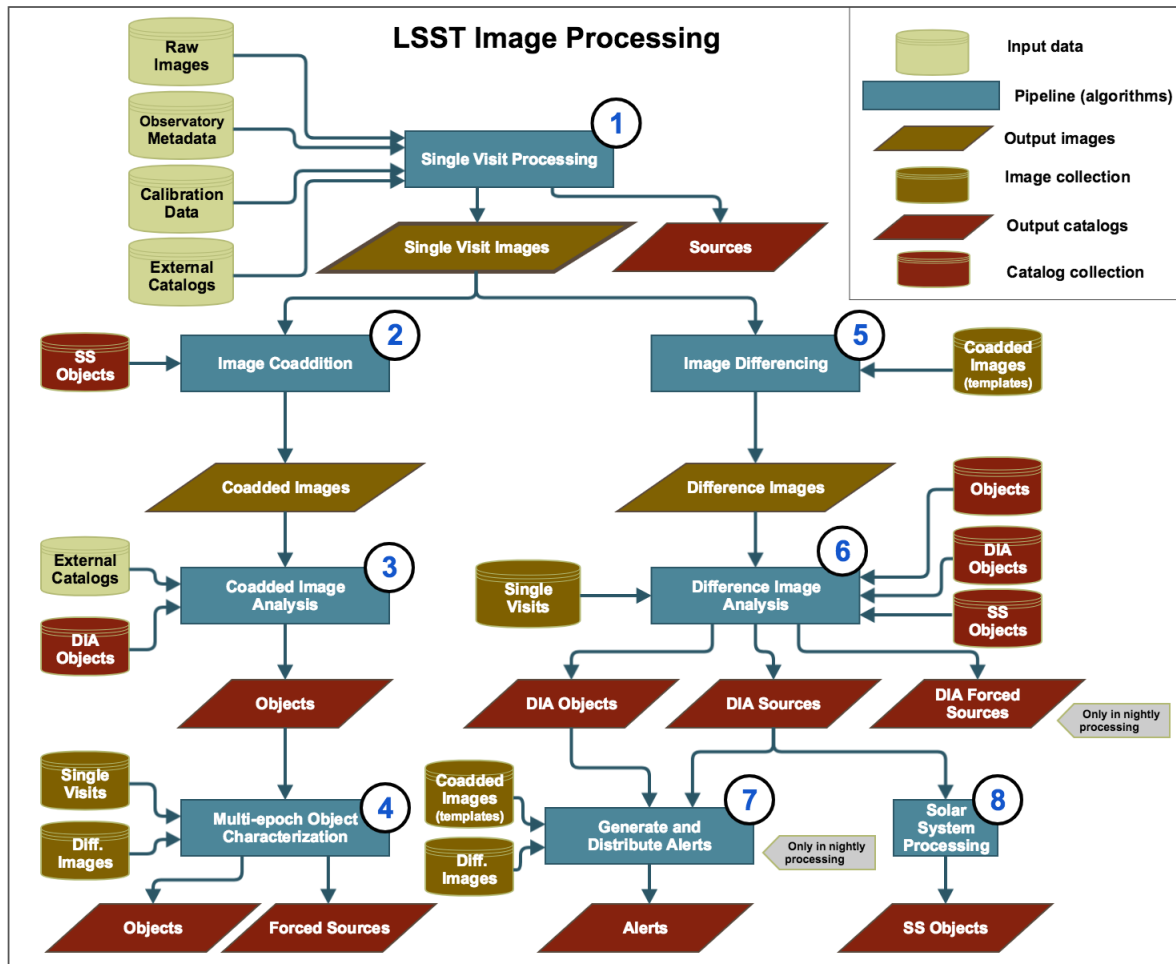 LSST Image Processing
Raw
Images
Observatory
Metadata
Calibration
Data
External
Catalogs
1
Single Visit Processing
Single Visit Images
Sources
Input data
Pipeline (algorithms)
Output images
Image collection
Output catalogs
Catalog collection
SS
Objects
2
Image Coaddition
5
Image Differencing
Coadded
Images
(templates)
Coadded Images
Difference Images
Objects
DIA
Objects
SS
Objects
External
Catalogs
DIA
Objects
3
Coadded Image
Analysis
Single
Visits
6
Difference Image
Analysis
Objects
DIA Objects
DIA Sources
DIA Forced
Sources
Only in nightly
processing
Single
Visits
Diff.
Images
4
Multi-epoch Object
Characterization
Coadded
Images
(templates)
Diff.
Images
7
Generate and
Distribute Alerts
Only in nightly
processing
8
Solar
System
Processing
Objects
Forced Sources
Alerts
SS Objects